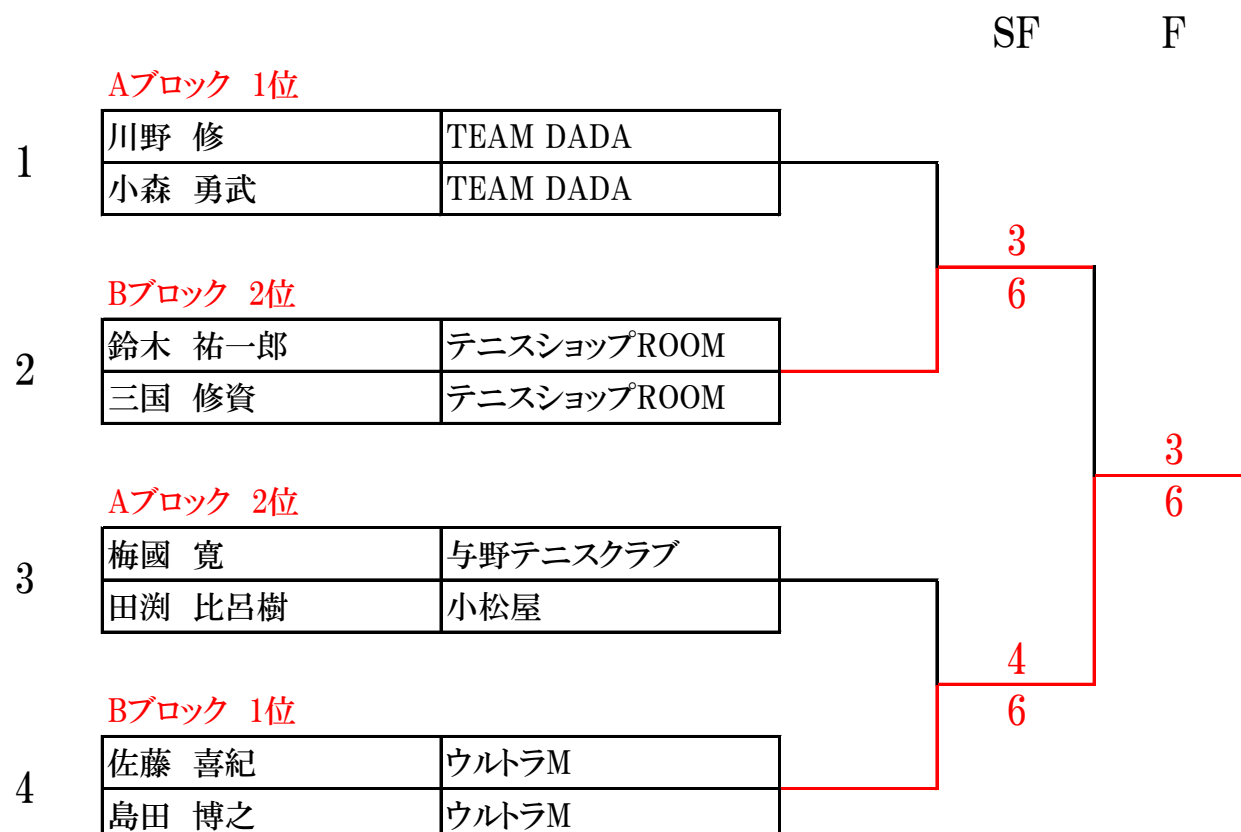 SF F
Aブロック 1位
1
川野 修 TEAM DADA
小森 勇武 TEAM DADA
3
6
Bブロック 2位
2
鈴木 祐一郎 テニスショップROOM
三国 修資 テニスショップROOM
3
6
Aブロック 2位
3
梅國 寛 与野テニスクラブ
田渕 比呂樹 小松屋
4
6
Bブロック 1位
4
佐藤 喜紀 ウルトラM
島田 博之 ウルトラM